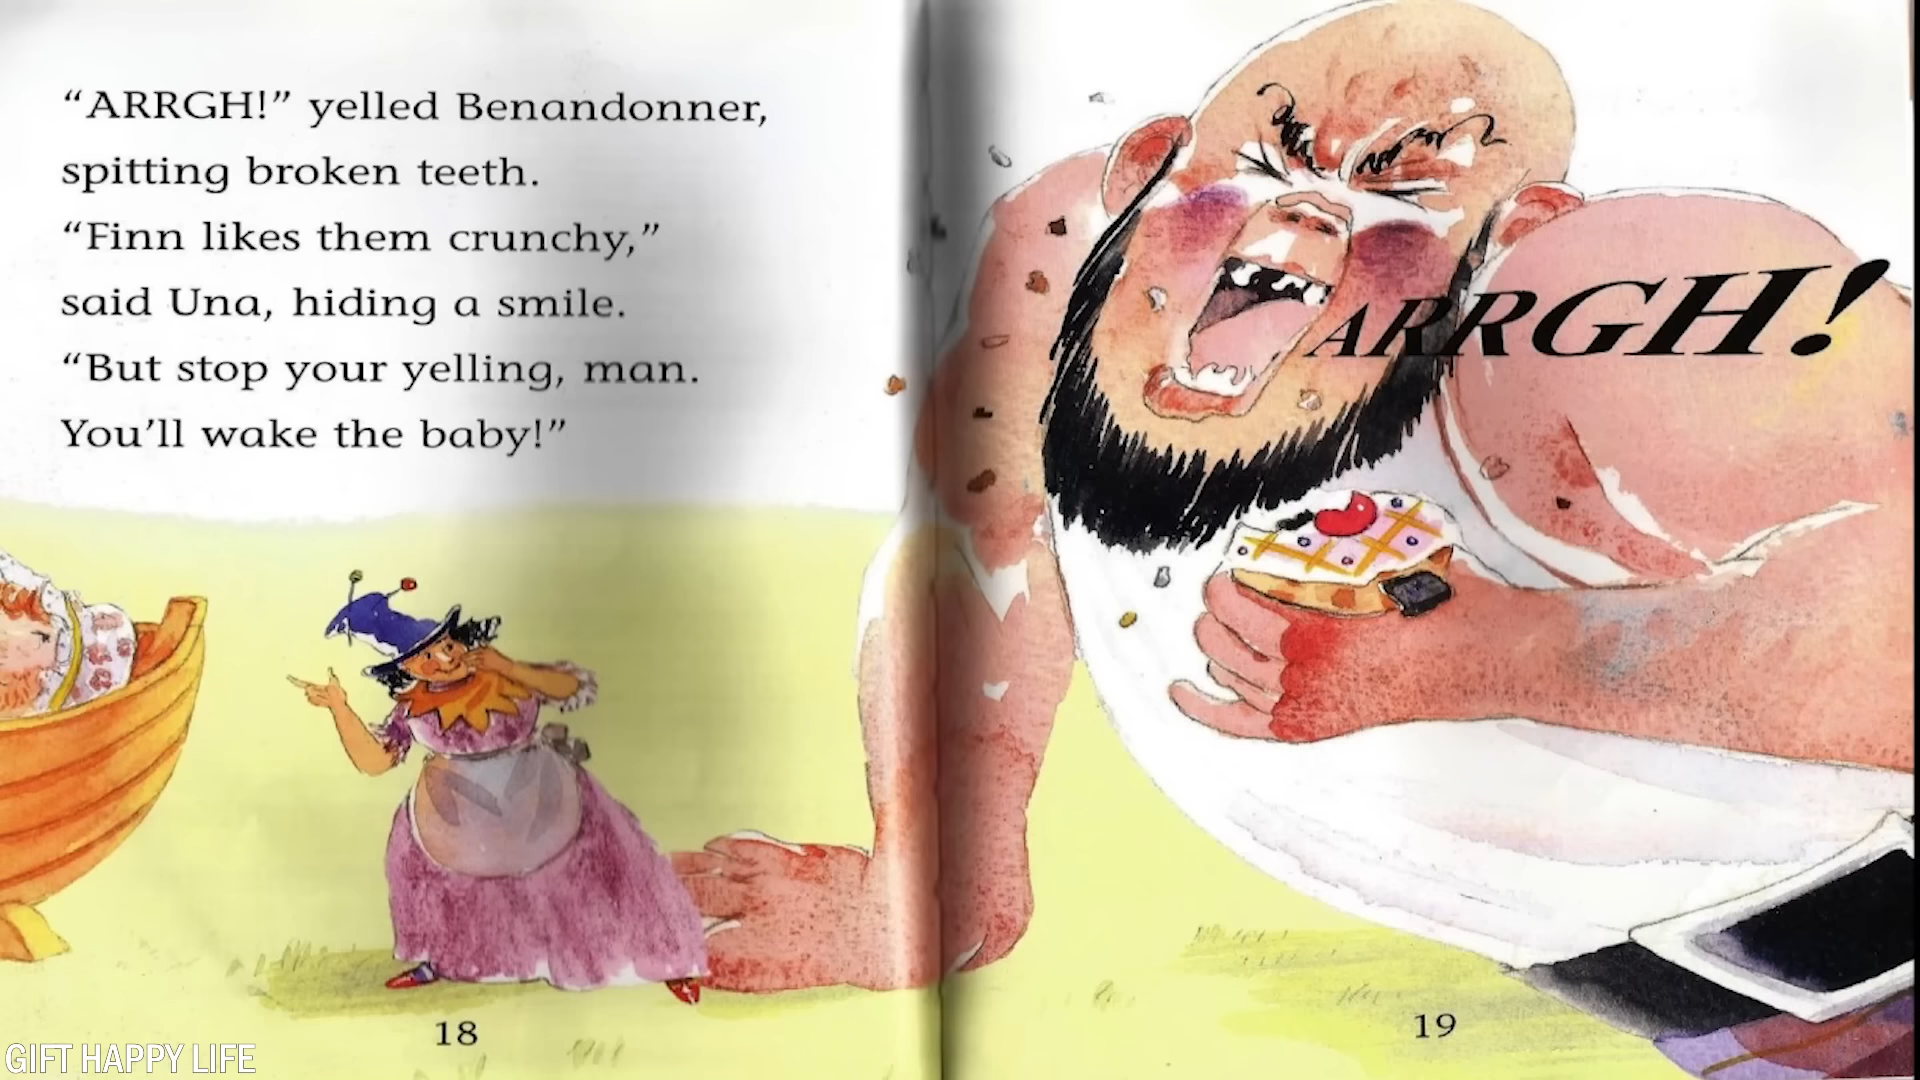 “ARRGH!” yelled Benandonner,
spitting broken teeth.
“Finn likes them crunchy,”
said Una, hiding a smile.
“But stop your yelling, man.
You’ll wake the baby!”
ARRGH!
18
19
GIFT HAPPY LIFE